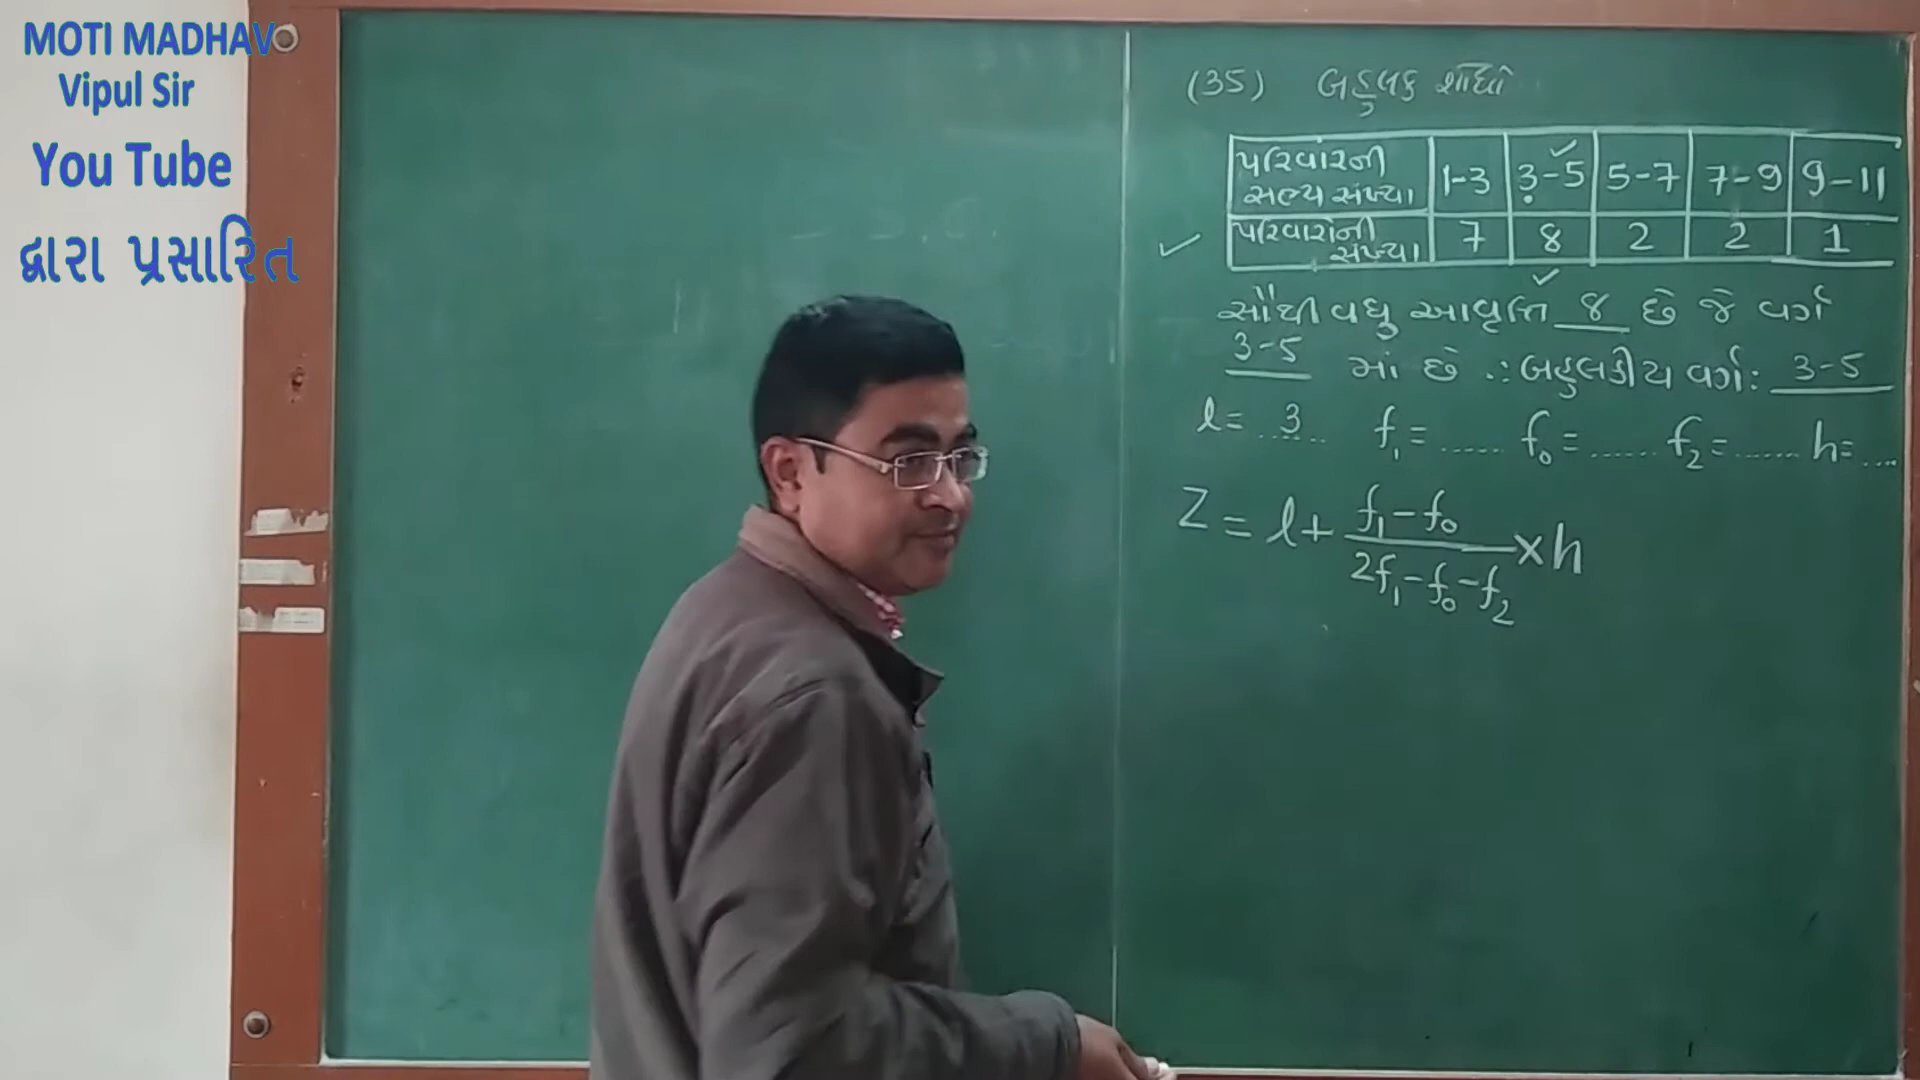 MOTI MADHAV
Vipul Sir
You Tube
દ્વારા પ્રસારિત
(35) બહુલક શોધો
પરિવારની સભ્ય સંખ્યા 1-3 3-5 5-7 7-9 9-11
પરિવારોની સંખ્યા 7 8 2 2 1
સૌથી વધુ આવૃત્તિ 8 છે જે વર્ગ
3-5 માં છે ∴ બહુલકીય વર્ગ: 3-5
l = 3 f₁ = ...... f₀ = ...... f₂ = ...... h = ....
Z = l + (f₁ - f₀) / (2f₁ - f₀ - f₂) × h